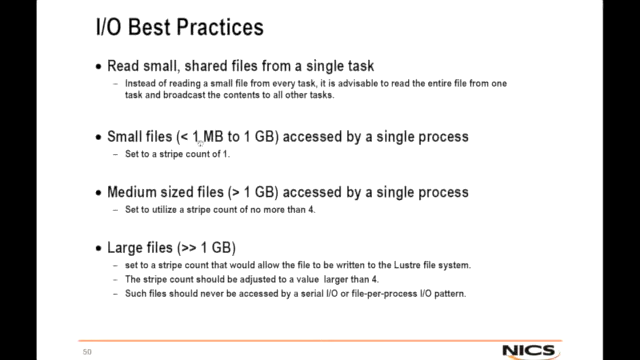 I/O Best Practices
• Read small, shared files from a single task
– Instead of reading a small file from every task, it is advisable to read the entire file from one
task and broadcast the contents to all other tasks.
• Small files (< 1 MB to 1 GB) accessed by a single process
– Set to a stripe count of 1.
• Medium sized files (> 1 GB) accessed by a single process
– Set to utilize a stripe count of no more than 4.
• Large files (>> 1 GB)
– set to a stripe count that would allow the file to be written to the Lustre file system.
– The stripe count should be adjusted to a value larger than 4.
– Such files should never be accessed by a serial I/O or file-per-process I/O pattern.
50
NICS